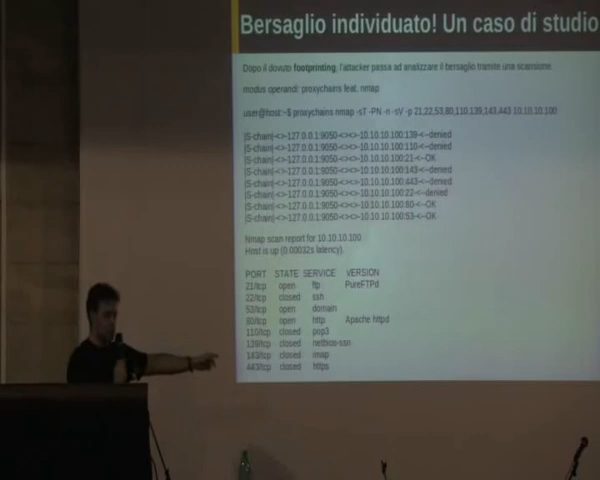 Bersaglio individuato! Un caso di studio
Dopo il dovuto footprinting, l'attacker passa ad analizzare il bersaglio tramite una scansione
modus operandi: proxychains feat. nmap
user@host:~$ proxychains nmap -sT -PN -n -sV -p 21,22,53,80,110,139,143,443 10.10.10.100
|S-chain|-<>-127.0.0.1:9050-<><>-10.10.10.100:139-<--denied
|S-chain|-<>-127.0.0.1:9050-<><>-10.10.10.100:110-<--denied
|S-chain|-<>-127.0.0.1:9050-<><>-10.10.10.100:21-<--OK
|S-chain|-<>-127.0.0.1:9050-<><>-10.10.10.100:143-<--denied
|S-chain|-<>-127.0.0.1:9050-<><>-10.10.10.100:443-<--denied
|S-chain|-<>-127.0.0.1:9050-<><>-10.10.10.100:22-<--denied
|S-chain|-<>-127.0.0.1:9050-<><>-10.10.10.100:80-<--OK
|S-chain|-<>-127.0.0.1:9050-<><>-10.10.10.100:53-<--OK
Nmap scan report for 10.10.10.100
Host is up (0.00032s latency).
PORT STATE SERVICE VERSION
21/tcp open ftp PureFTPd
22/tcp closed ssh
53/tcp open domain
80/tcp open http Apache httpd
110/tcp closed pop3
139/tcp closed netbios-ssn
143/tcp closed imap
443/tcp closed https